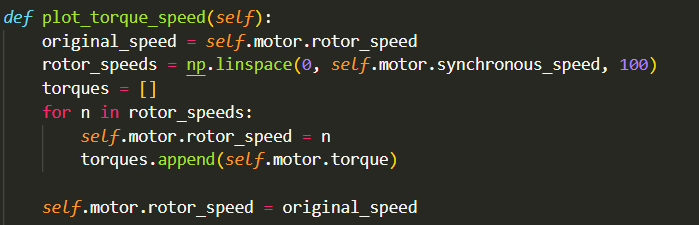 def plot_torque_speed(self):
    original_speed = self.motor.rotor_speed
    rotor_speeds = np.linspace(0, self.motor.synchronous_speed, 100)
    torques = []
    for n in rotor_speeds:
        self.motor.rotor_speed = n
        torques.append(self.motor.torque)
    self.motor.rotor_speed = original_speed